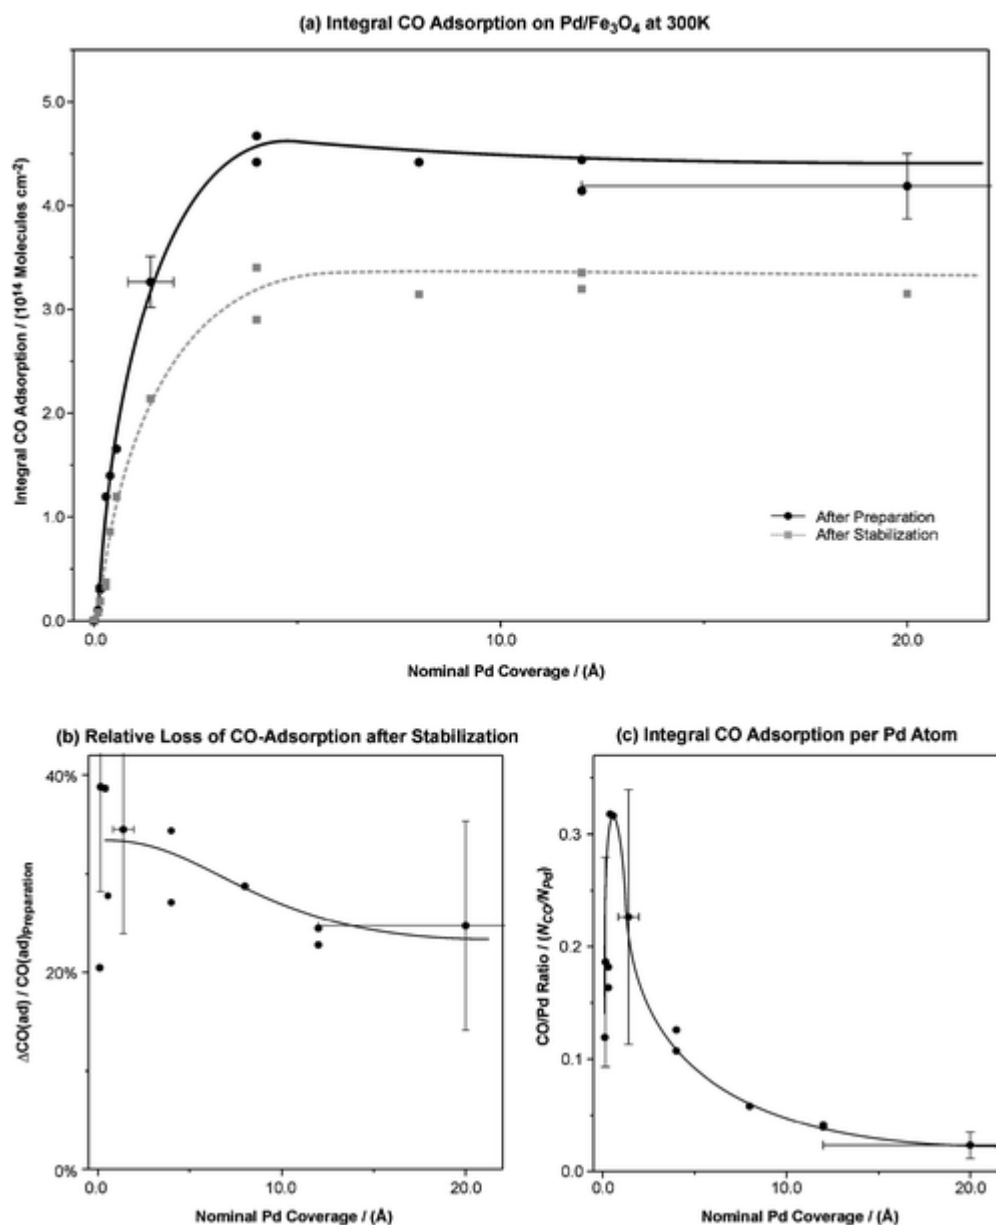 (a) Integral CO Adsorption on Pd/Fe₃O₄ at 300K
Integral CO Adsorption / (10¹⁴ Molecules cm⁻²)
5.0
4.0
3.0
2.0
1.0
0.0
After Preparation
After Stabilization
0.0 10.0 20.0
Nominal Pd Coverage / (Å)
(b) Relative Loss of CO-Adsorption after Stabilization
ΔCO(ad) / CO(ad)Preparation
40%
20%
0%
0.0 10.0 20.0
Nominal Pd Coverage / (Å)
(c) Integral CO Adsorption per Pd Atom
CO/Pd Ratio / (N_CO/N_Pd)
0.3
0.2
0.1
0.0
0.0 10.0 20.0
Nominal Pd Coverage / (Å)